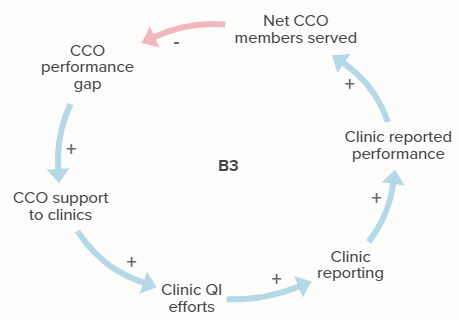 Net CCO
members served
-
CCO
performance
gap
+
+
Clinic reported
performance
B3
+
CCO support
to clinics
+
Clinic
reporting
+
+
Clinic QI
efforts